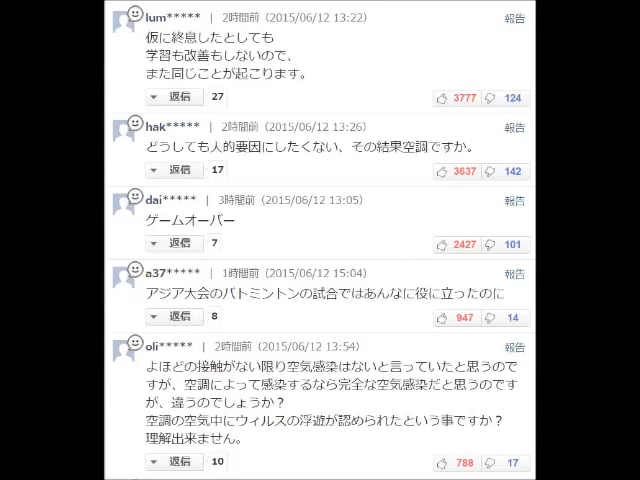 lum***** | 2時間前（2015/06/12 13:22） 報告
仮に終息したとしても
学習も改善もしないので、
また同じことが起こります。
返信 27 3777 124
hak***** | 2時間前（2015/06/12 13:26） 報告
どうしても人的要因にしたくない、その結果空調ですか。
返信 17 3637 142
dai***** | 3時間前（2015/06/12 13:05） 報告
ゲームオーバー
返信 7 2427 101
a37***** | 1時間前（2015/06/12 15:04） 報告
アジア大会のバトミントンの試合ではあんなに役に立ったのに
返信 8 947 14
oli***** | 2時間前（2015/06/12 13:54） 報告
よほどの接触がない限り空気感染はないと言っていたと思うので
すが、空調によって感染するなら完全な空気感染だと思うのです
が、違うのでしょうか？
空調の空気中にウィルスの浮遊が認められたという事ですか？
理解出来ません。
返信 10 788 17